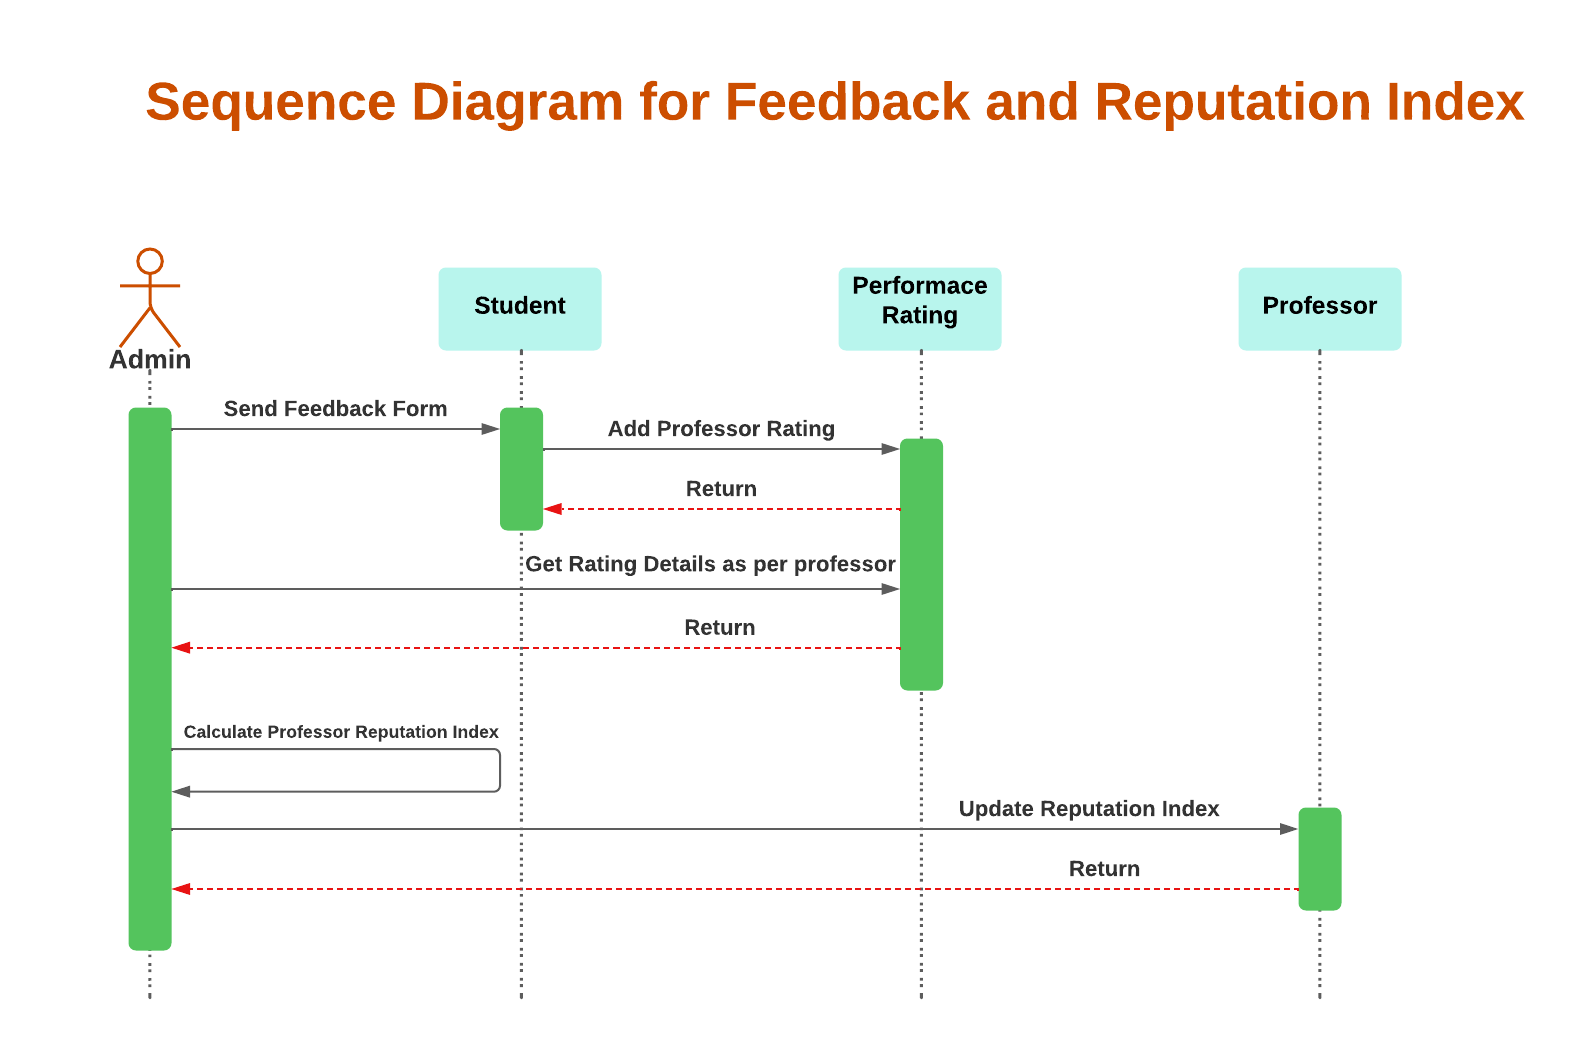 Sequence Diagram for Feedback and Reputation Index
Admin
Student
Performace
Rating
Professor
Send Feedback Form
Add Professor Rating
Return
Get Rating Details as per professor
Return
Calculate Professor Reputation Index
Update Reputation Index
Return